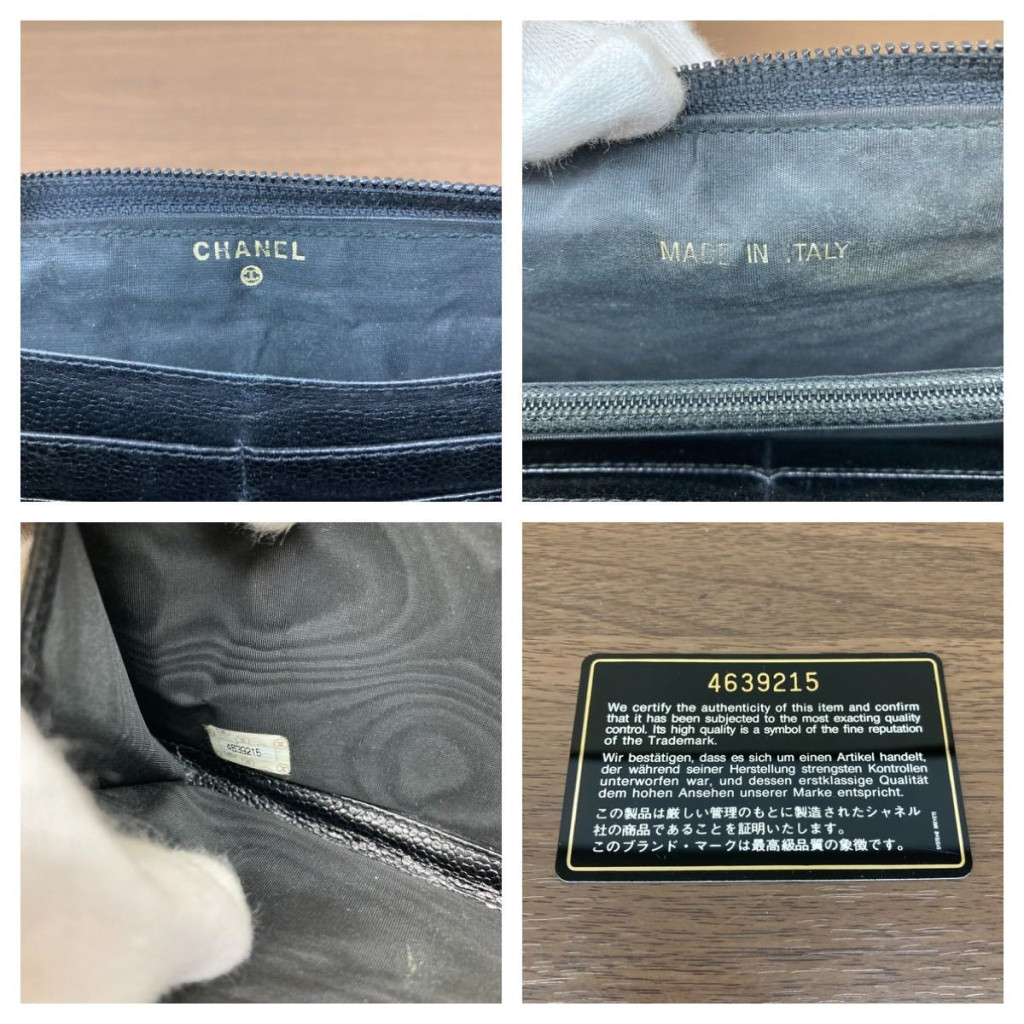 CHANEL
MADE IN ITALY
4639215
4639215
We certify the authenticity of this item and confirm
that it has been subjected to the most exacting quality
control. Its high quality is a symbol of the fine reputation
of the Trademark.
Wir bestätigen, dass es sich um einen Artikel handelt,
der während seiner Herstellung strengsten Kontrollen
unterworfen war, und dessen erstklassige Qualität
dem hohen Ansehen unserer Marke entspricht.
この製品は厳しい管理のもとに製造されたシャネル
社の商品であることを証明いたします。
このブランド・マークは最高級品質の象徴です。